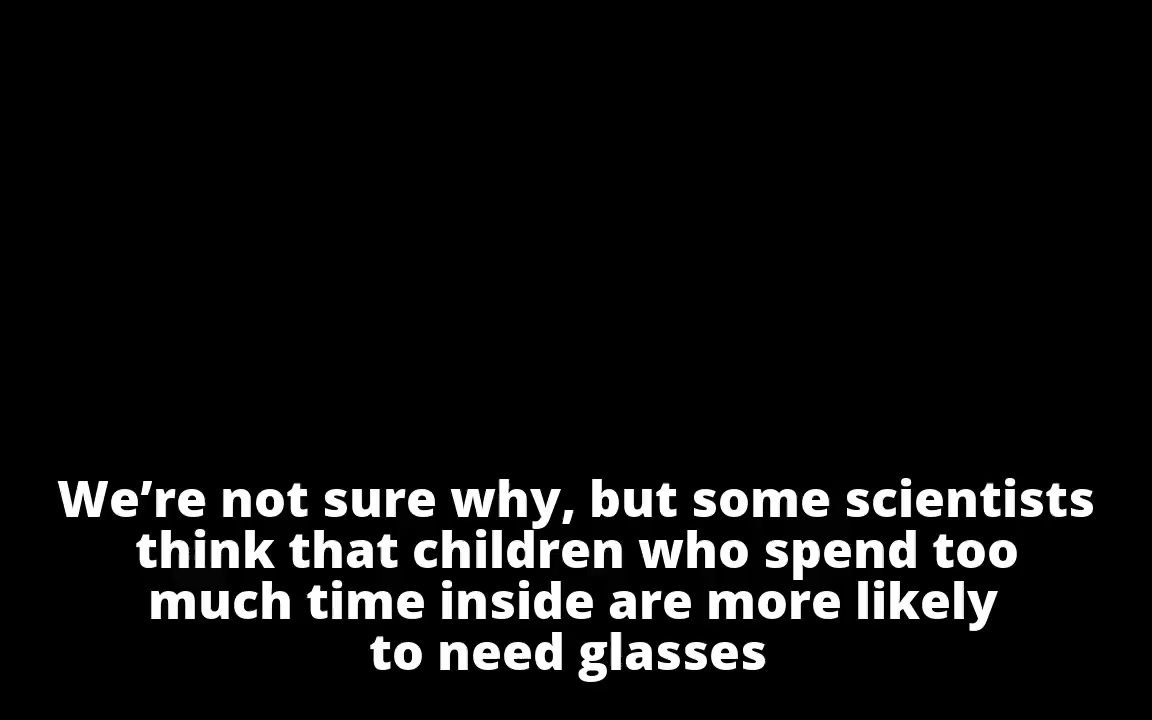 We’re not sure why, but some scientists
think that children who spend too
much time inside are more likely
to need glasses